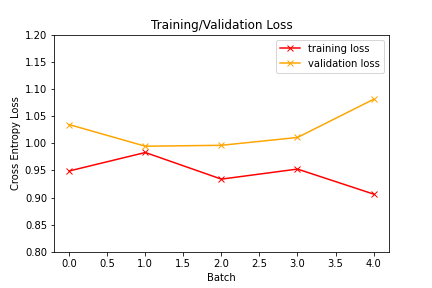 Training/Validation Loss
training loss
validation loss
Cross Entropy Loss
1.20
1.15
1.10
1.05
1.00
0.95
0.90
0.85
0.80
0.0 0.5 1.0 1.5 2.0 2.5 3.0 3.5 4.0
Batch